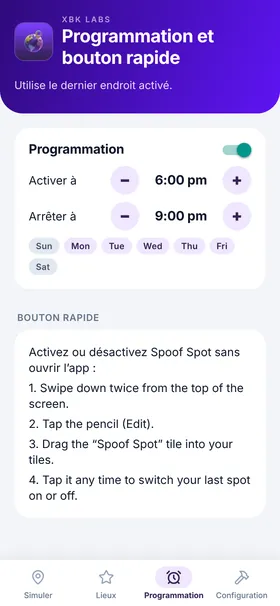 XBK LABS
Programmation et
bouton rapide
Utilise le dernier endroit activé.
Programmation
Activer à − 6:00 pm +
Arrêter à − 9:00 pm +
Sun Mon Tue Wed Thu Fri
Sat
BOUTON RAPIDE
Activez ou désactivez Spoof Spot sans
ouvrir l’app :
1. Swipe down twice from the top of the
screen.
2. Tap the pencil (Edit).
3. Drag the “Spoof Spot” tile into your
tiles.
4. Tap it any time to switch your last spot
on or off.
Simuler Lieux Programmation Configuration